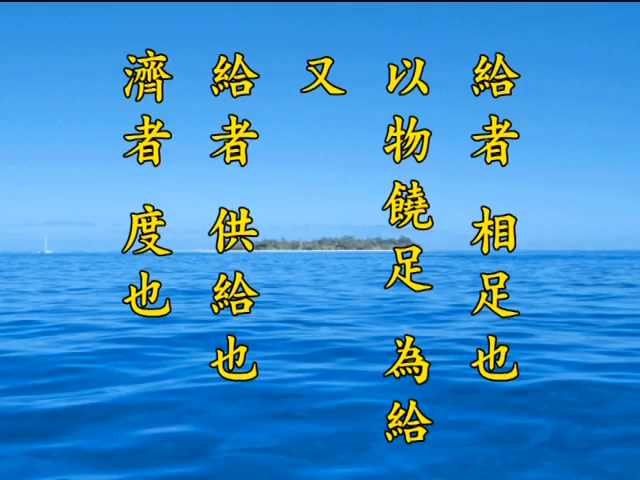 給者 相足也
以物饒足 為給
又
給者 供給也
濟者 度也